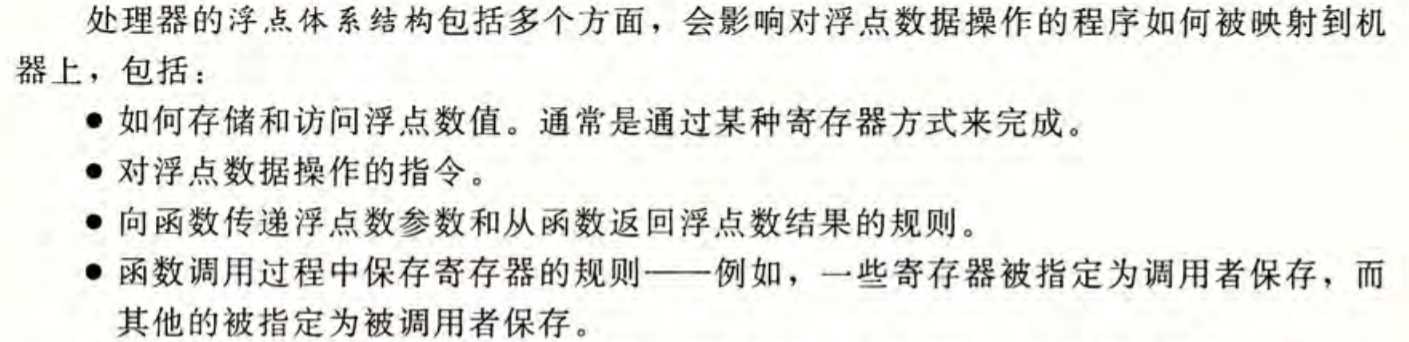 处理器的浮点体系结构包括多个方面，会影响对浮点数据操作的程序如何被映射到机
器上，包括：
● 如何存储和访问浮点数值。通常是通过某种寄存器方式来完成。
● 对浮点数据操作的指令。
● 向函数传递浮点数参数和从函数返回浮点数结果的规则。
● 函数调用过程中保存寄存器的规则——例如，一些寄存器被指定为调用者保存，而
其他的被指定为被调用者保存。